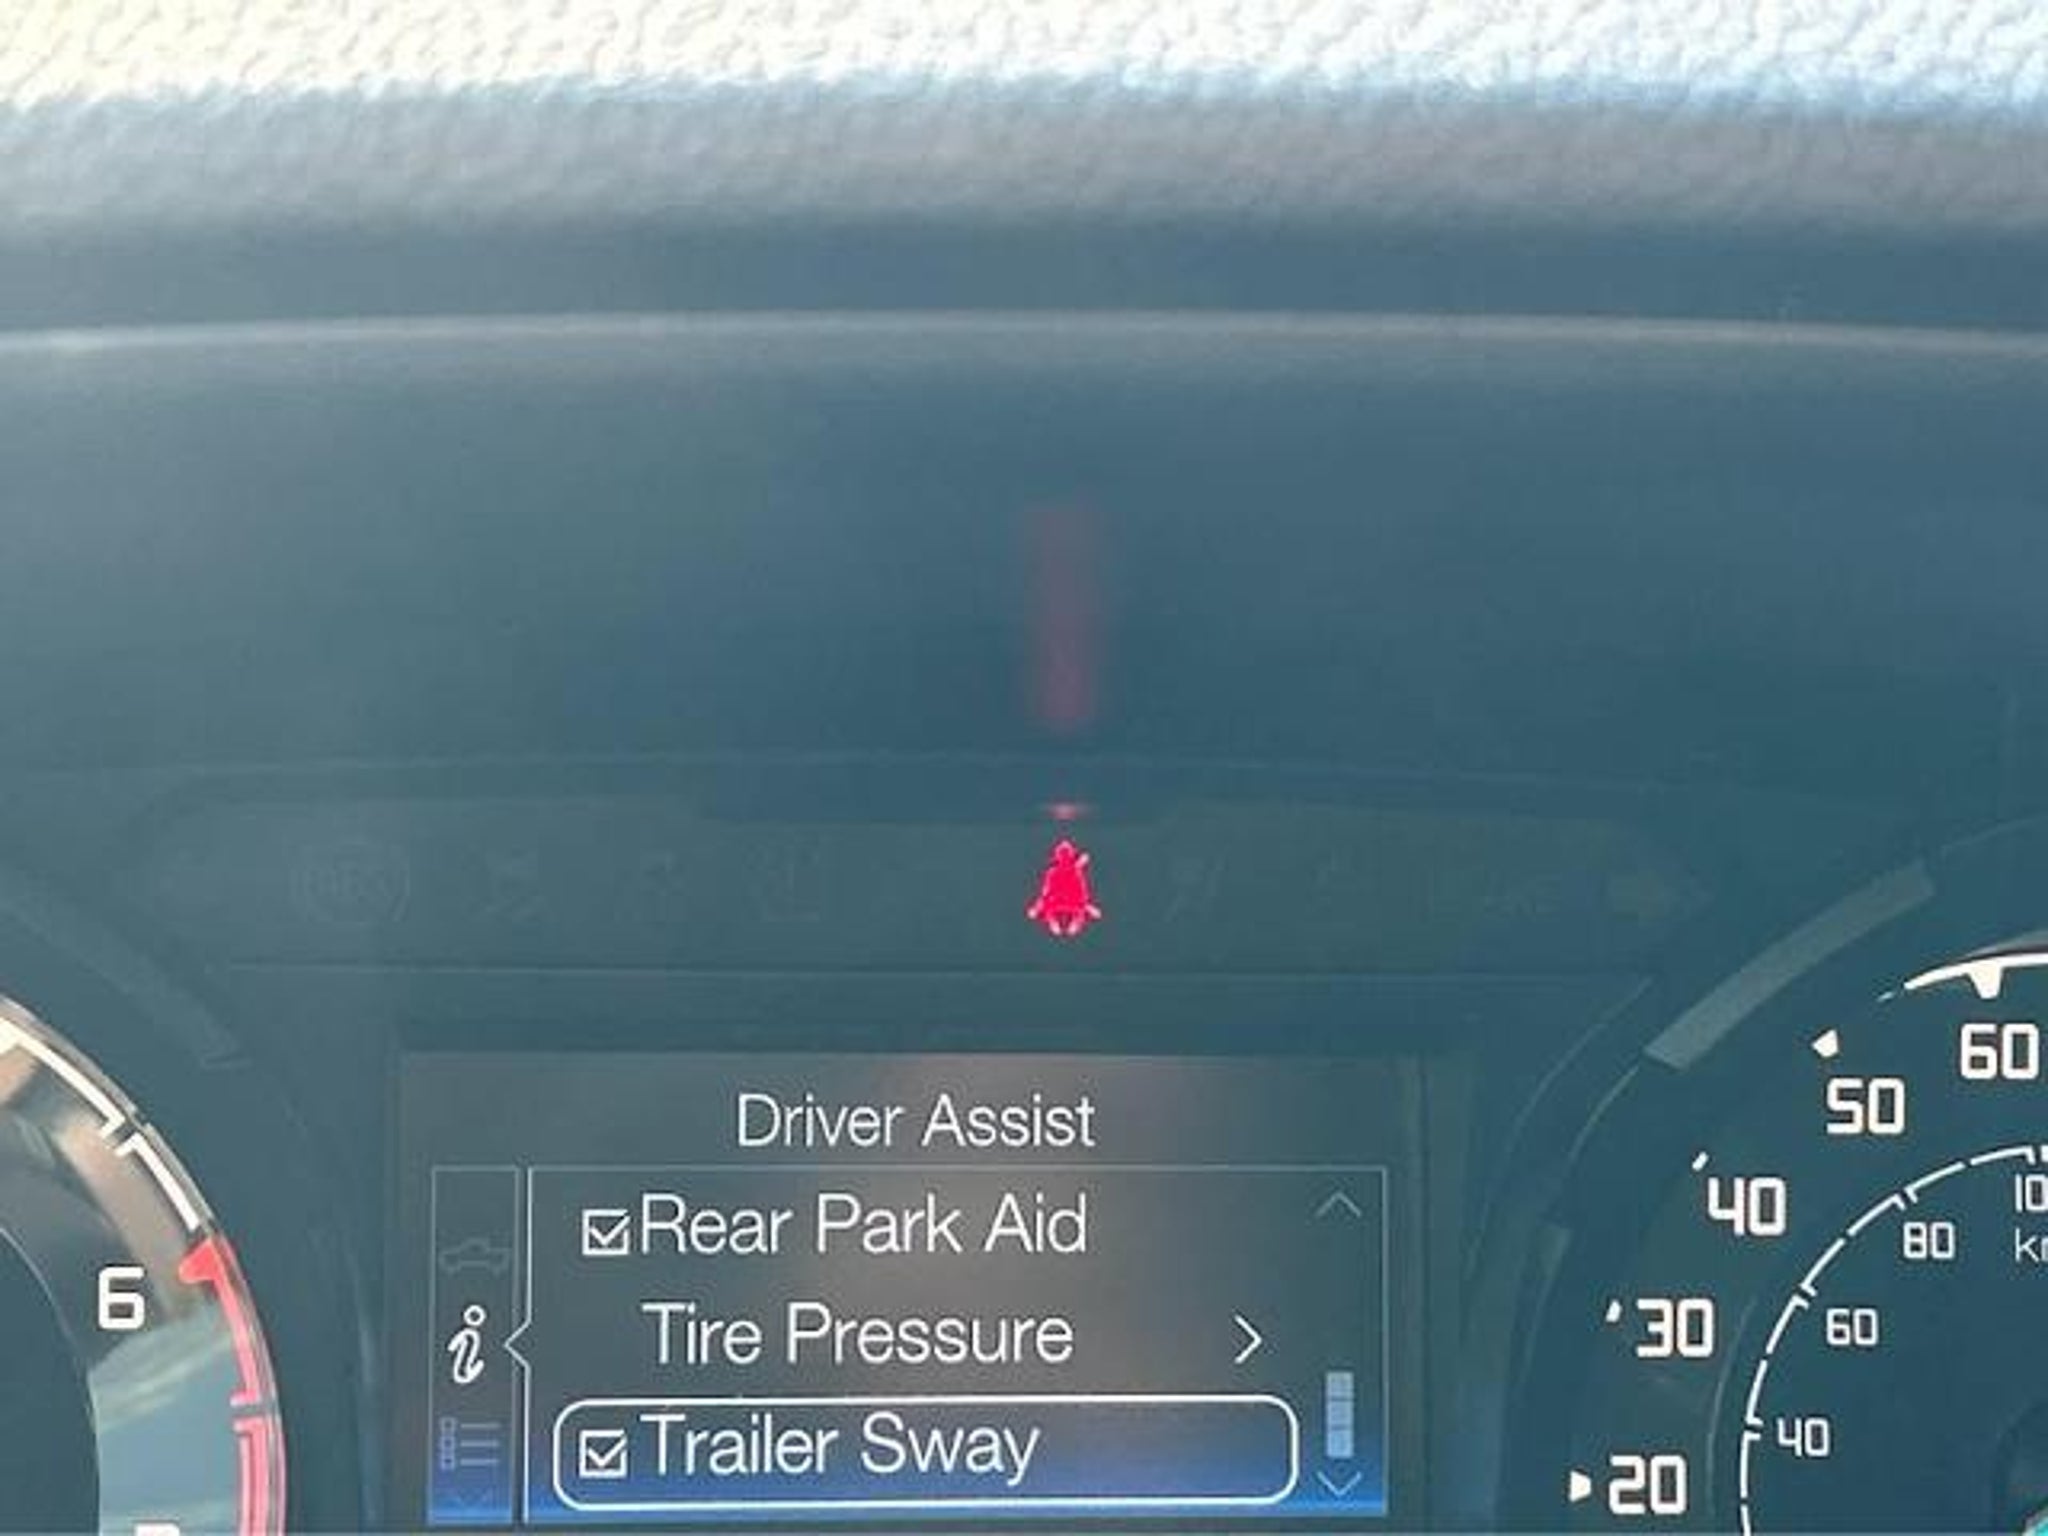 Driver Assist
Rear Park Aid
Tire Pressure
Trailer Sway
i
6
60
50
40
30
20
80
60
40